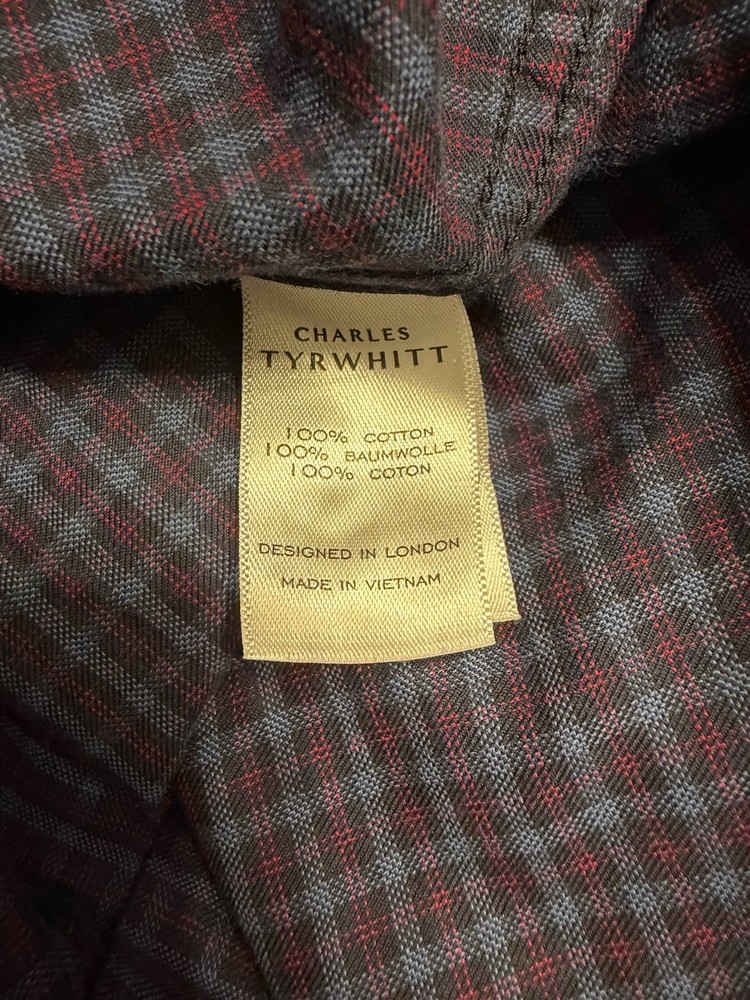 CHARLES
TYRWHITT
100% COTTON
100% BAUMWOLLE
100% COTON
DESIGNED IN LONDON
MADE IN VIETNAM